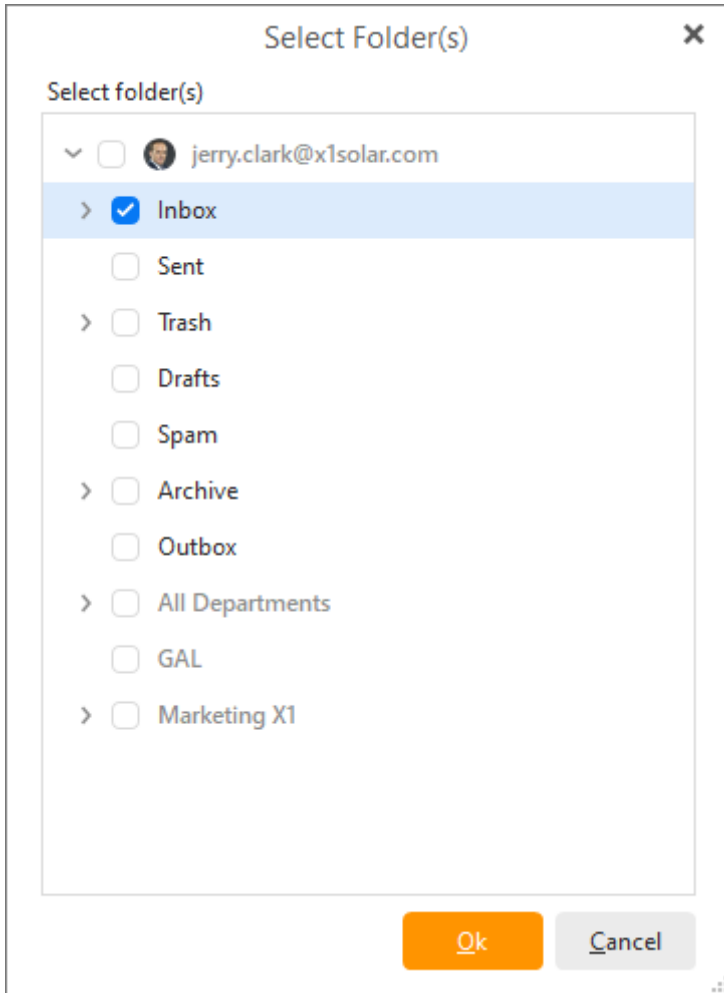 Select Folder(s)
Select folder(s)
jerry.clark@x1solar.com
Inbox
Sent
Trash
Drafts
Spam
Archive
Outbox
All Departments
GAL
Marketing X1
Ok
Cancel